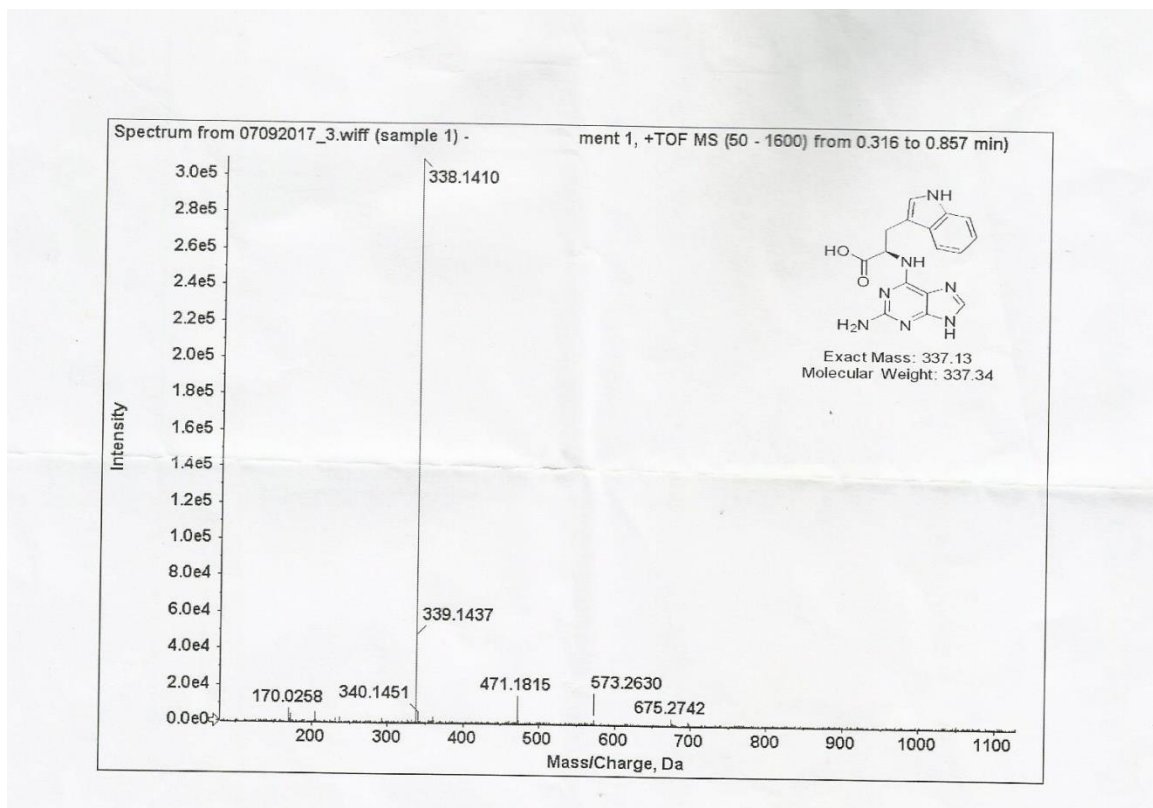 Spectrum from 07092017_3.wiff (sample 1) - ment 1, +TOF MS (50 - 1600) from 0.316 to 0.857 min)
3.0e5
338.1410
2.8e5
NH
2.6e5
HO
NH
2.4e5
O
N
N
2.2e5
H₂N
N
N
H
2.0e5
Exact Mass: 337.13
Molecular Weight: 337.34
1.8e5
1.6e5
Intensity
1.4e5
1.2e5
1.0e5
8.0e4
6.0e4
339.1437
4.0e4
2.0e4
170.0258
340.1451
471.1815
573.2630
675.2742
0.0e0
200 300 400 500 600 700 800 900 1000 1100
Mass/Charge, Da